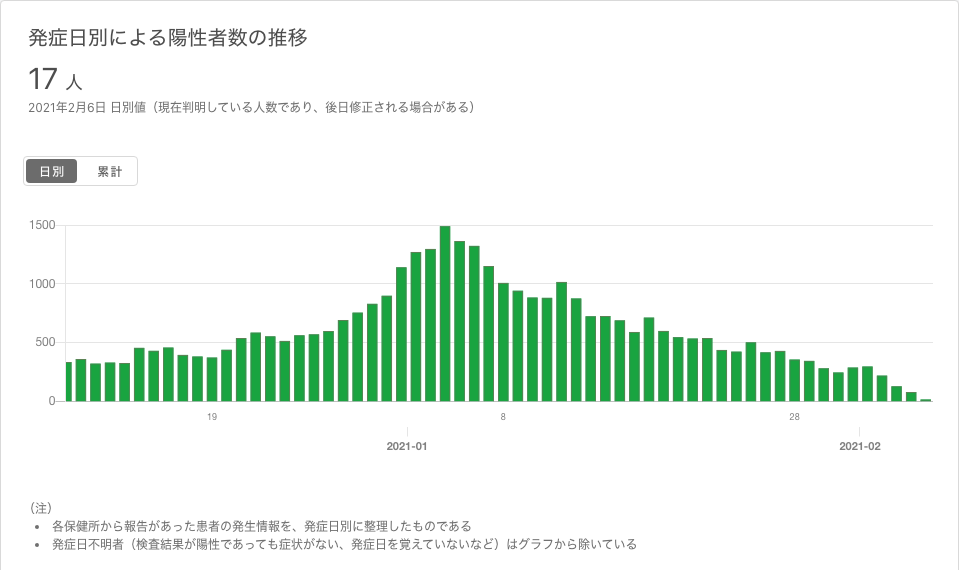 発症日別による陽性者数の推移
17 人
2021年2月6日 日別値（現在判明している人数であり、後日修正される場合がある）
日別 累計
1500
1000
500
0
19 8 28
2021-01 2021-02
（注）
• 各保健所から報告があった患者の発生情報を、発症日別に整理したものである
• 発症日不明者（検査結果が陽性であっても症状がない、発症日を覚えていないなど）はグラフから除いている